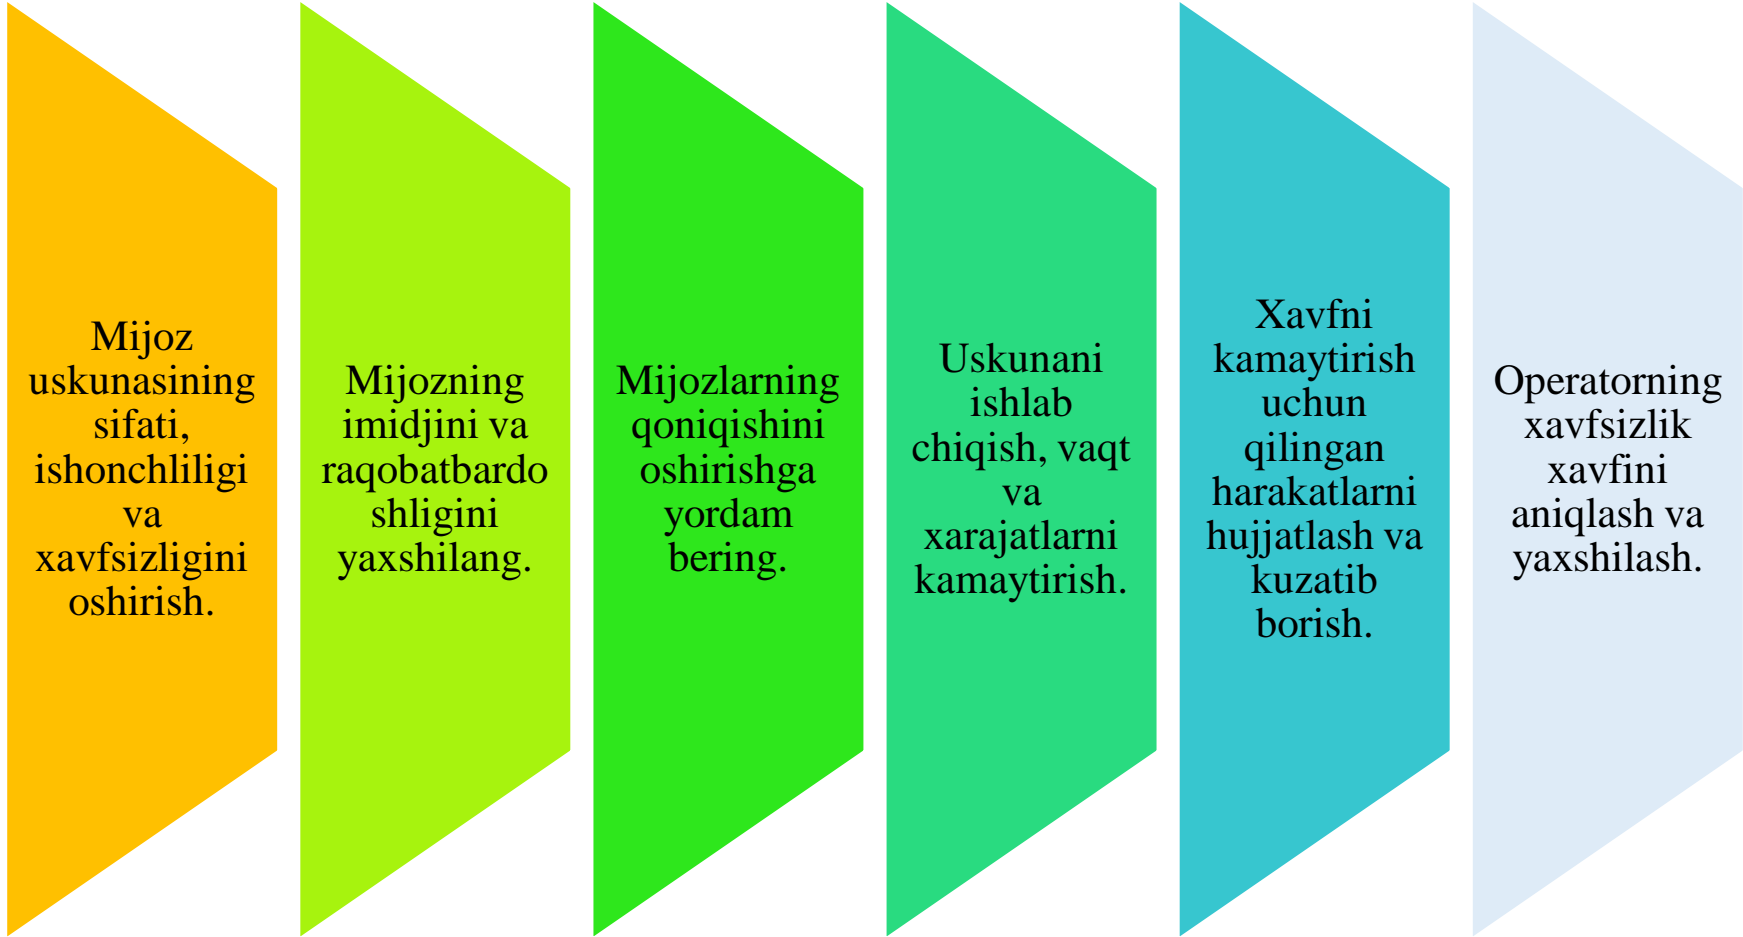 Mijoz
uskunasining
sifati,
ishonchliligi
va
xavfsizligini
oshirish.
Mijozning
imidjini va
raqobatbardo
shligini
yaxshilang.
Mijozlarning
qoniqishini
oshirishga
yordam
bering.
Uskunani
ishlab
chiqish, vaqt
va
xarajatlarni
kamaytirish.
Xavfni
kamaytirish
uchun
qilingan
harakatlarni
hujjatlash va
kuzatib
borish.
Operatorning
xavfsizlik
xavfini
aniqlash va
yaxshilash.